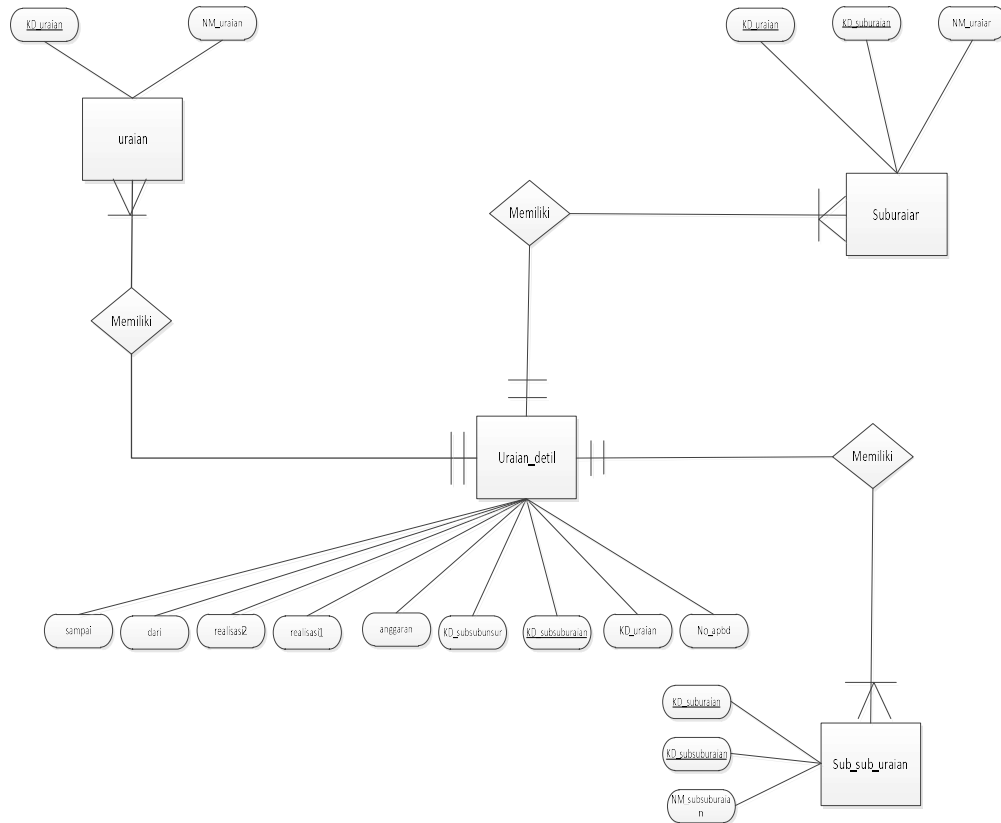 KD_uraian
NM_uraian
KD_uraian
KD_suburaian
NM_uraiar
uraian
Suburaiar
Memiliki
Memiliki
Uraian_detil
Memiliki
sampai
dari
realisasi2
realisasi1
anggaran
KD_subsubunsur
KD_subsuburaian
KD_uraian
No_apbd
KD_suburaian
KD_subsuburaian
NM_subsuburaia
n
Sub_sub_uraian